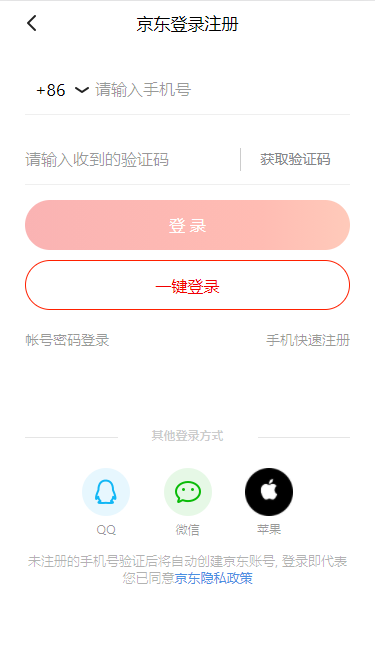 京东登录注册
+86 请输入手机号
请输入收到的验证码 获取验证码
登 录
一键登录
帐号密码登录 手机快速注册
其他登录方式
QQ 微信 苹果
未注册的手机号验证后将自动创建京东账号, 登录即代表
您已同意京东隐私政策